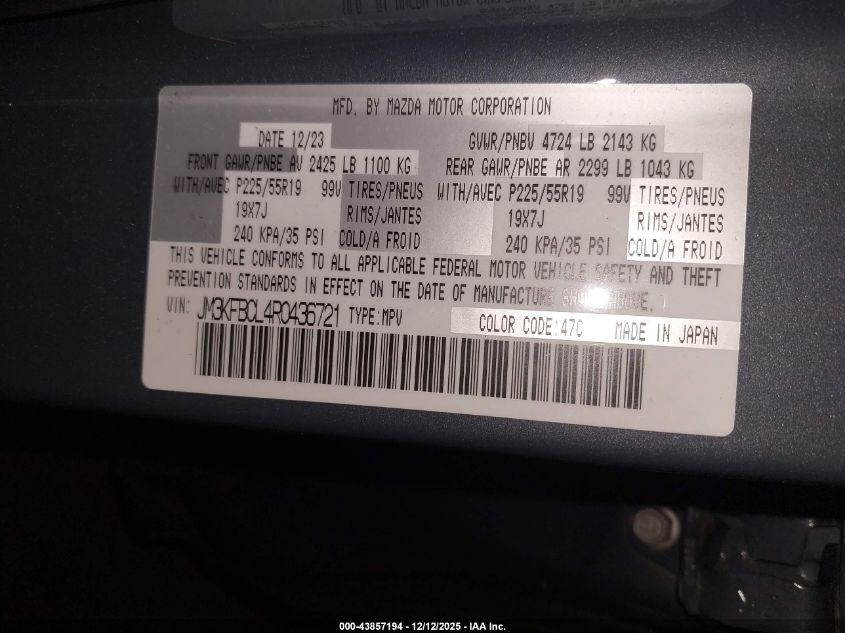 MFD. BY MAZDA MOTOR CORPORATION
DATE 12/23 GVWR/PNBV 4724 LB 2143 KG
FRONT GAWR/PNBE AV 2425 LB 1100 KG REAR GAWR/PNBE AR 2299 LB 1043 KG
WITH/AVEC P225/55R19 99V TIRES/PNEUS WITH/AVEC P225/55R19 99V TIRES/PNEUS
19X7J RIMS/JANTES 19X7J RIMS/JANTES
240 KPA/35 PSI COLD/A FROID 240 KPA/35 PSI COLD/A FROID
THIS VEHICLE CONFORMS TO ALL APPLICABLE FEDERAL MOTOR VEHICLE SAFETY AND THEFT
PREVENTION STANDARDS IN EFFECT ON THE DATE OF MANUFACTURE SHOWN ABOVE.
VIN: JM3KFBCL4R0436721 TYPE:MPV COLOR CODE:47C MADE IN JAPAN
000-43857194 - 12/12/2025 - IAA Inc.